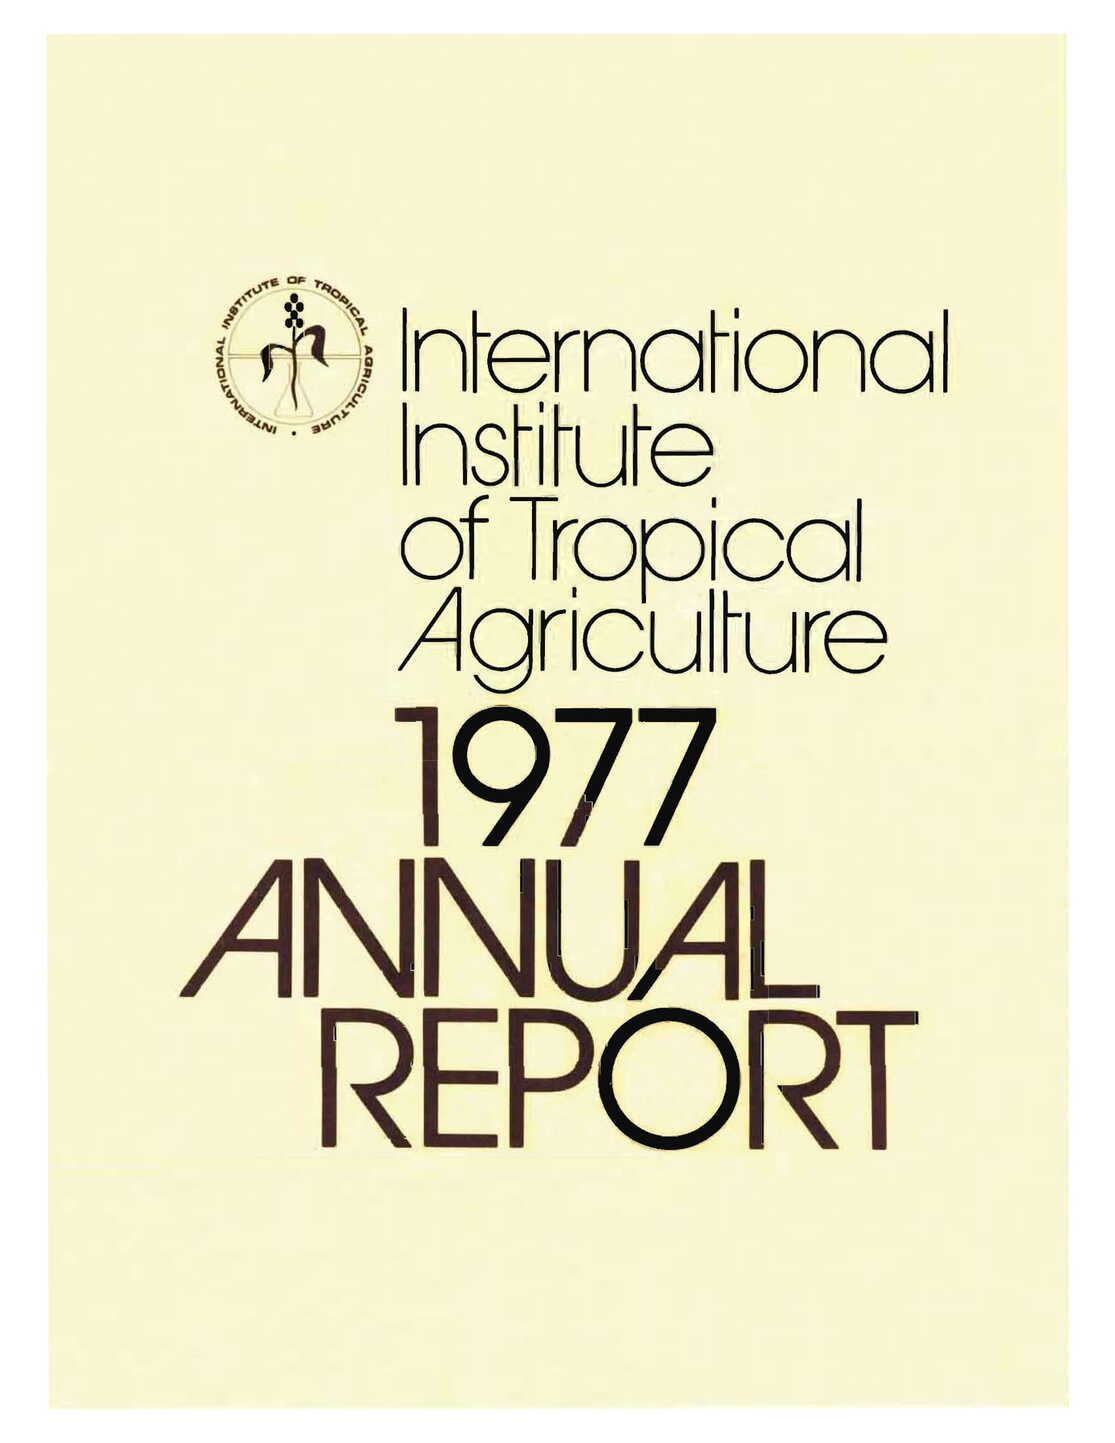 INTERNATIONAL INSTITUTE OF TROPICAL AGRICULTURE •
International
Institute
of Tropical
Agriculture
1977
ANNUAL
REPORT